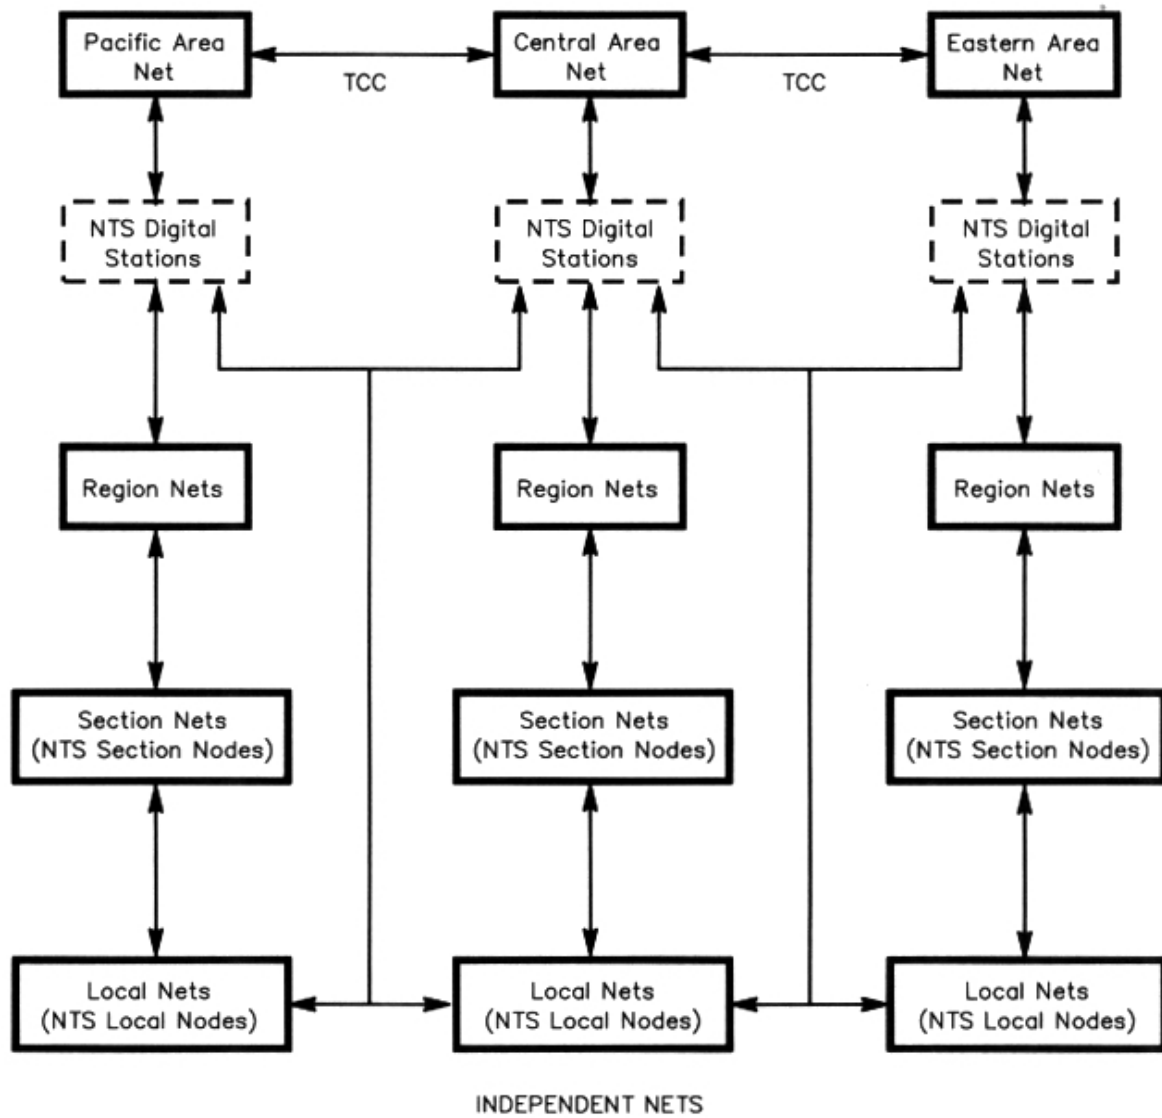 Pacific Area
Net
Central Area
Net
Eastern Area
Net
TCC
TCC
NTS Digital
Stations
NTS Digital
Stations
NTS Digital
Stations
Region Nets
Region Nets
Region Nets
Section Nets
(NTS Section Nodes)
Section Nets
(NTS Section Nodes)
Section Nets
(NTS Section Nodes)
Local Nets
(NTS Local Nodes)
Local Nets
(NTS Local Nodes)
Local Nets
(NTS Local Nodes)
INDEPENDENT NETS